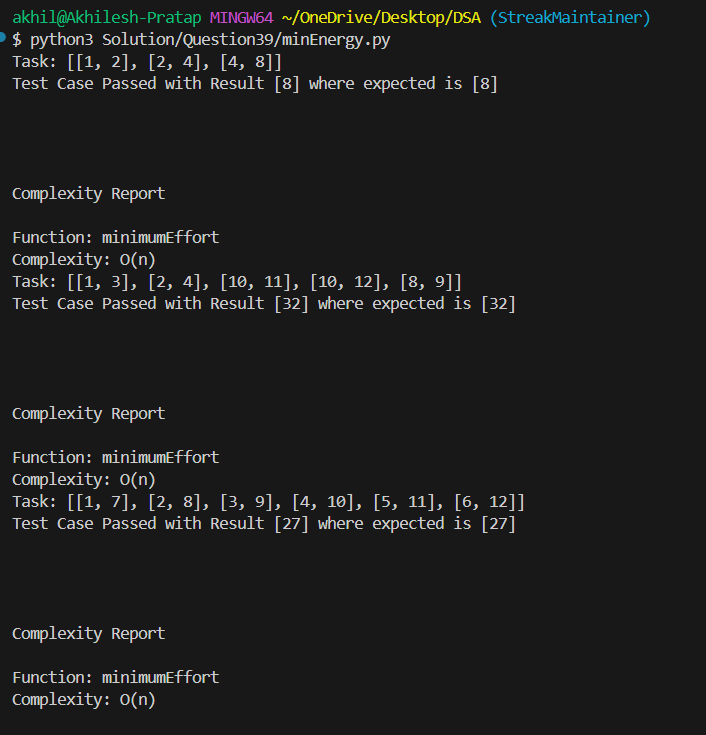 akhil@Akhilesh-Pratap MINGW64 ~/OneDrive/Desktop/DSA (StreakMaintainer)
$ python3 Solution/Question39/minEnergy.py
Task: [[1, 2], [2, 4], [4, 8]]
Test Case Passed with Result [8] where expected is [8]
Complexity Report
Function: minimumEffort
Complexity: O(n)
Task: [[1, 3], [2, 4], [10, 11], [10, 12], [8, 9]]
Test Case Passed with Result [32] where expected is [32]
Complexity Report
Function: minimumEffort
Complexity: O(n)
Task: [[1, 7], [2, 8], [3, 9], [4, 10], [5, 11], [6, 12]]
Test Case Passed with Result [27] where expected is [27]
Complexity Report
Function: minimumEffort
Complexity: O(n)